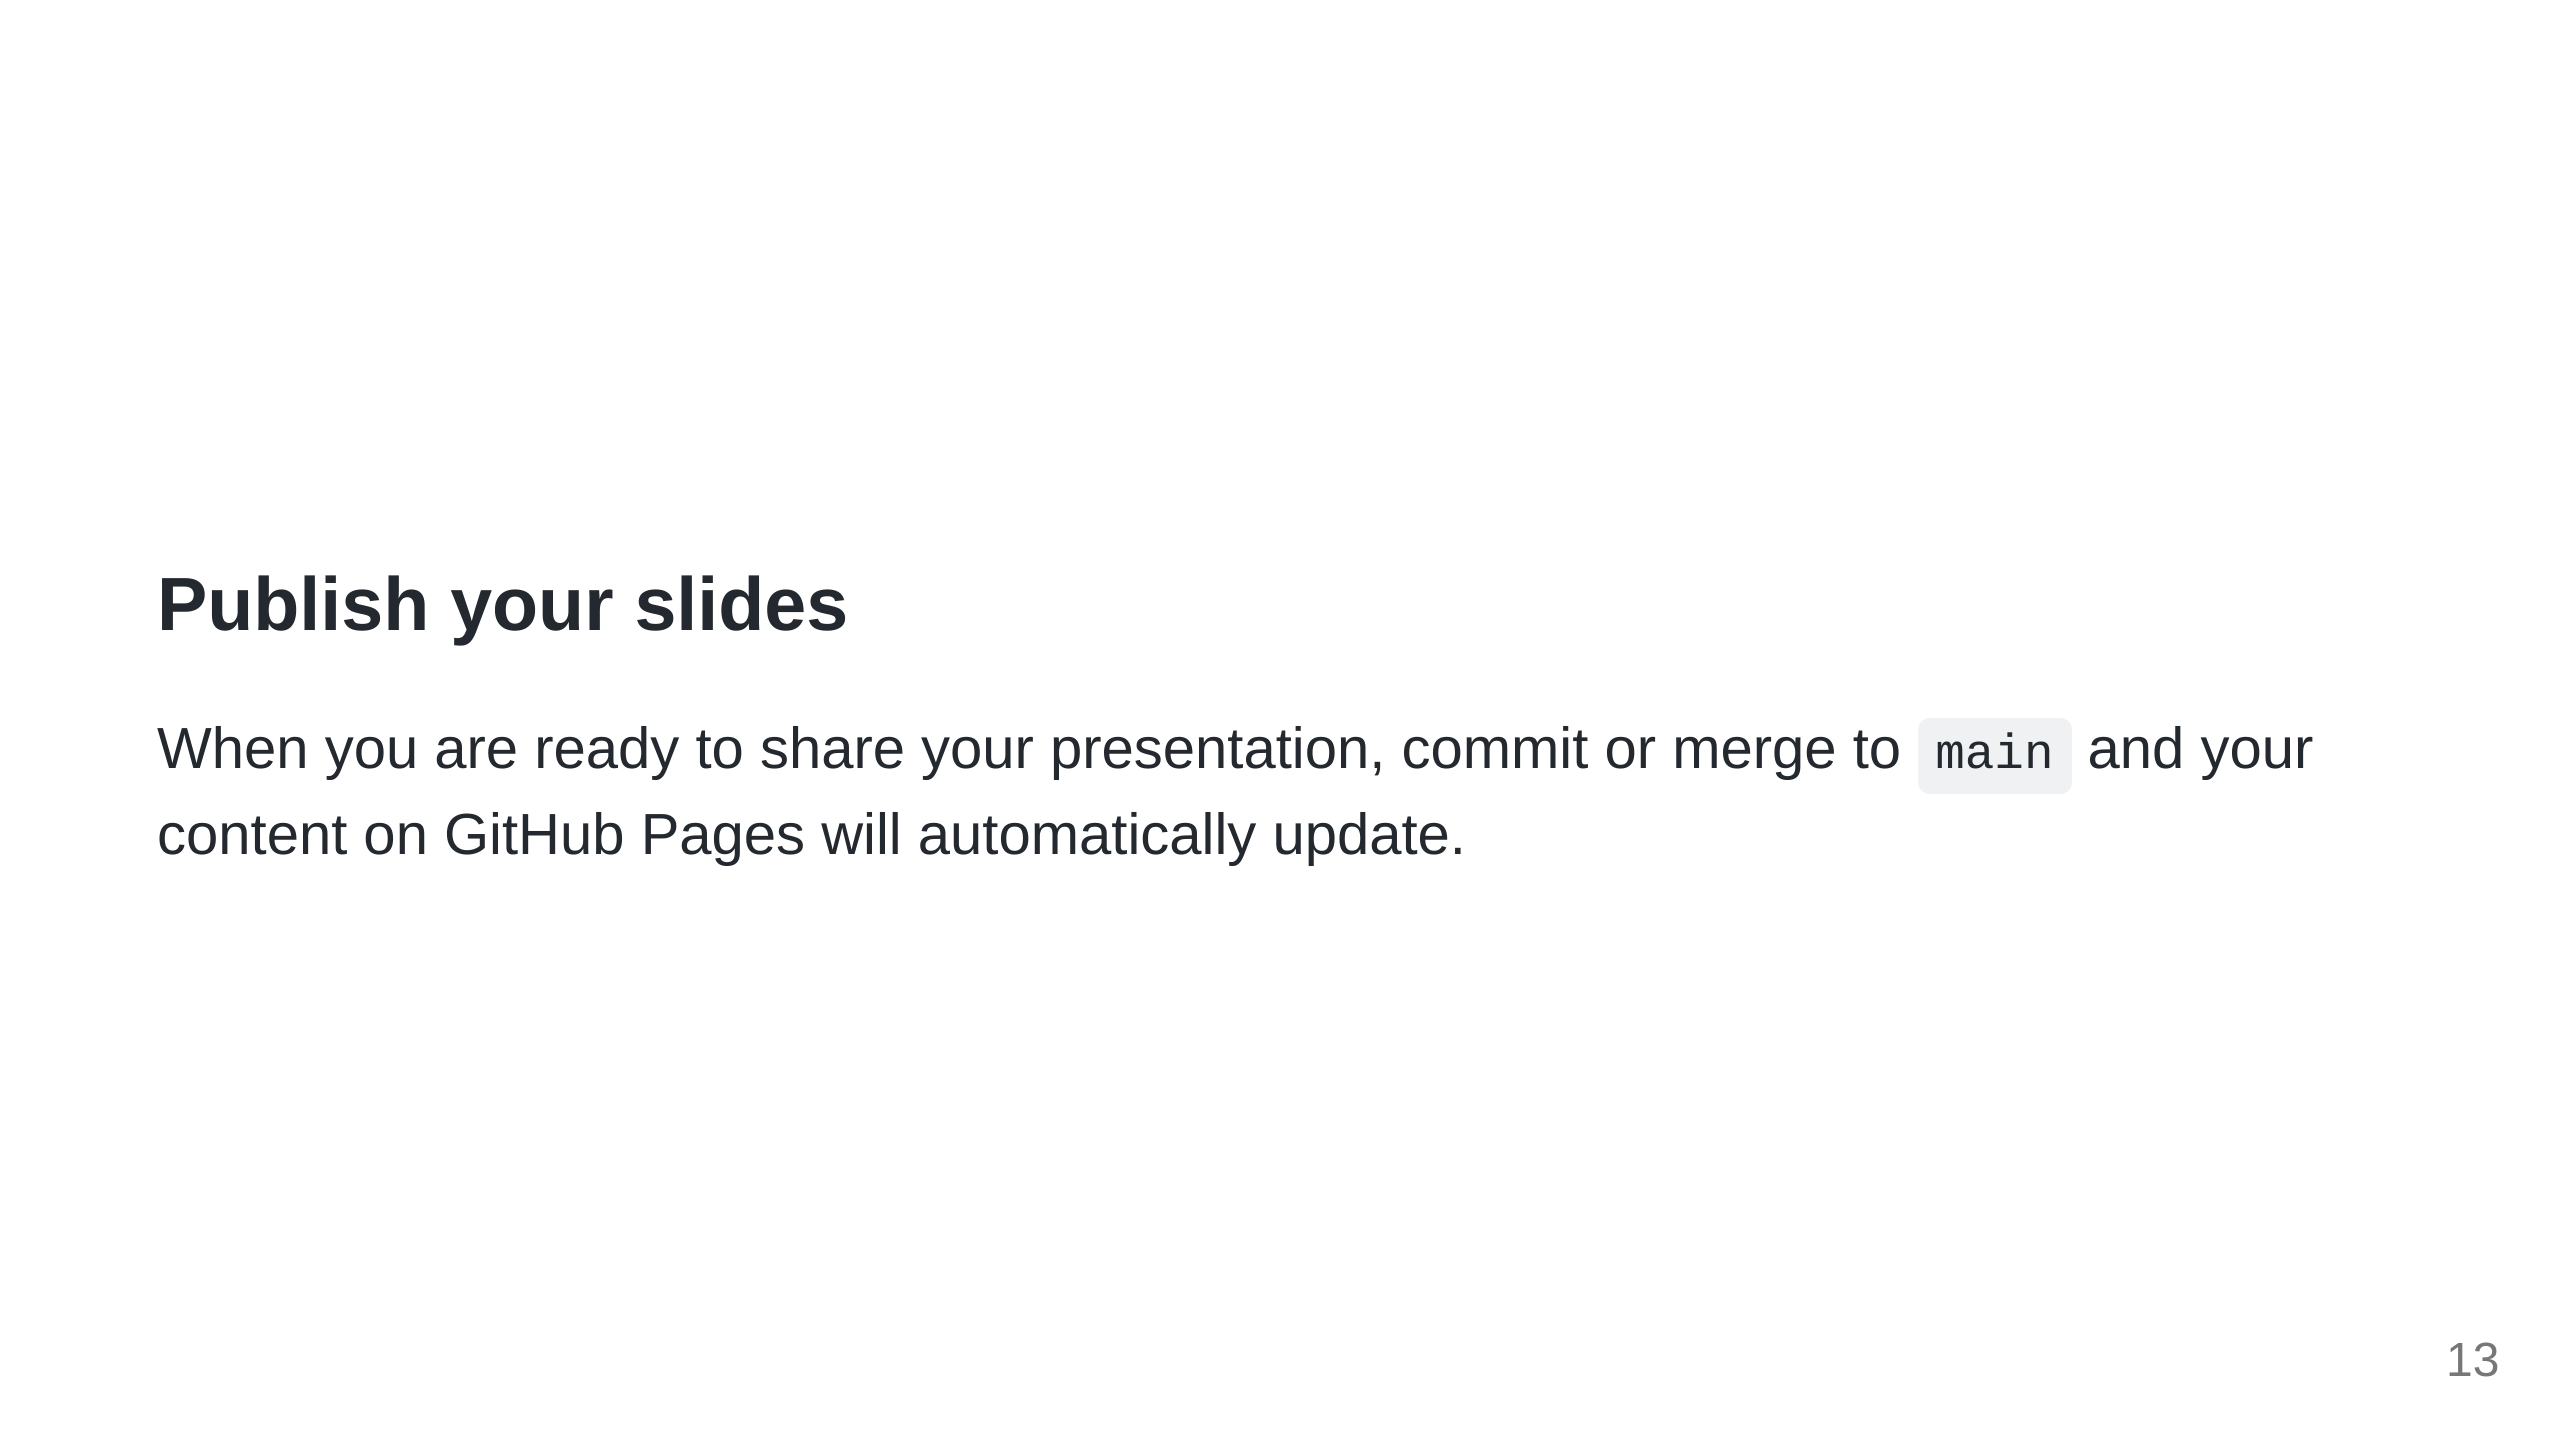 Publish your slides
When you are ready to share your presentation, commit or merge to main and your
content on GitHub Pages will automatically update.
13